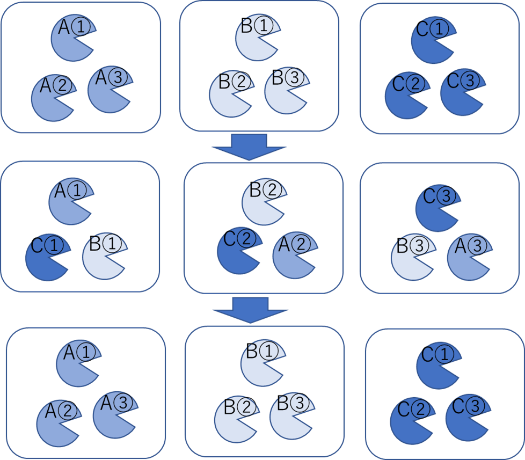 A①
A② A③
B①
B② B③
C①
C② C③
A①
C① B①
B②
C② A②
C③
B③ A③
A①
A② A③
B①
B② B③
C①
C② C③